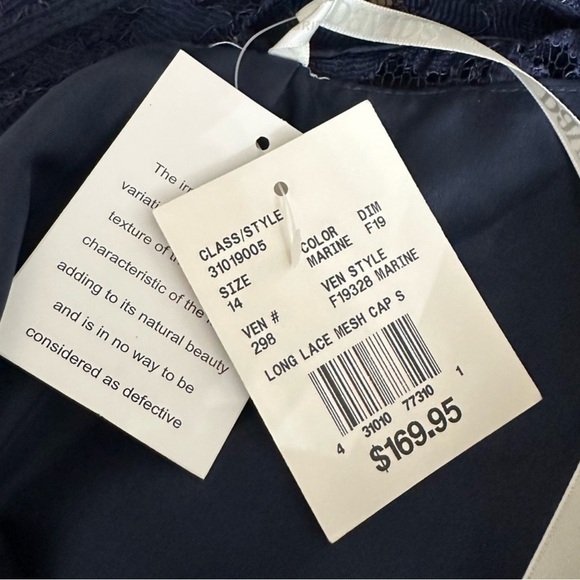 The
variati
texture of t
characteristic of the
adding to its natural beauty
and is in no way to be
considered as defective
CLASS/STYLE
31019005
COLOR
MARINE
DIM
F19
SIZE
14
VEN STYLE
F19328 MARINE
VEN #
298
LONG LACE MESH CAP S
4 31010 77310 1
$169.95